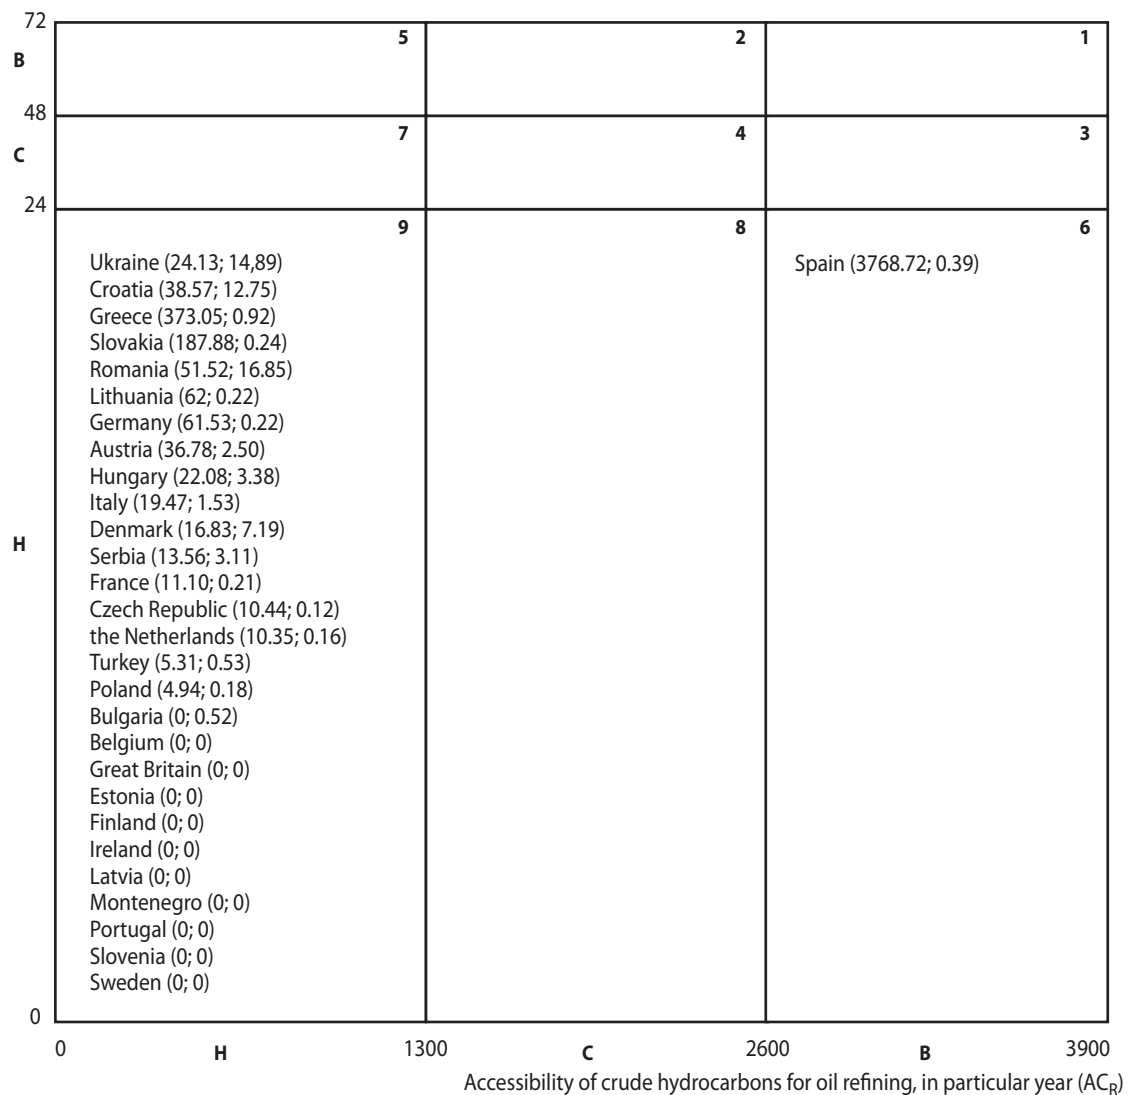 72
5
2
1
B
48
7
4
3
C
24
9
8
6
Ukraine (24.13; 14,89)
Spain (3768.72; 0.39)
Croatia (38.57; 12.75)
Greece (373.05; 0.92)
Slovakia (187.88; 0.24)
Romania (51.52; 16.85)
Lithuania (62; 0.22)
Germany (61.53; 0.22)
Austria (36.78; 2.50)
Hungary (22.08; 3.38)
Italy (19.47; 1.53)
Denmark (16.83; 7.19)
H
Serbia (13.56; 3.11)
France (11.10; 0.21)
Czech Republic (10.44; 0.12)
the Netherlands (10.35; 0.16)
Turkey (5.31; 0.53)
Poland (4.94; 0.18)
Bulgaria (0; 0.52)
Belgium (0; 0)
Great Britain (0; 0)
Estonia (0; 0)
Finland (0; 0)
Ireland (0; 0)
Latvia (0; 0)
Montenegro (0; 0)
Portugal (0; 0)
Slovenia (0; 0)
Sweden (0; 0)
0
0 H 1300 C 2600 B 3900
Accessibility of crude hydrocarbons for oil refining, in particular year (AC_R)